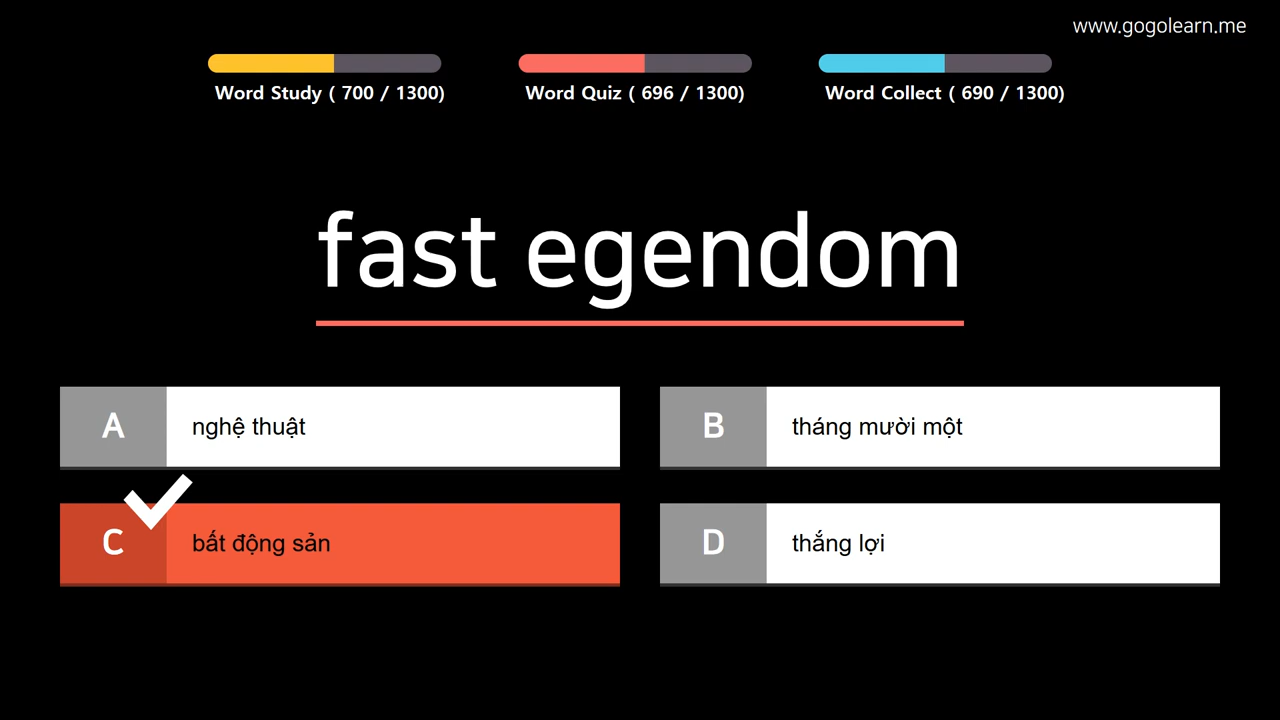 www.gogolearn.me
Word Study ( 700 / 1300)
Word Quiz ( 696 / 1300)
Word Collect ( 690 / 1300)
fast egendom
A
nghệ thuật
B
tháng mười một
C
bất động sản
D
thắng lợi